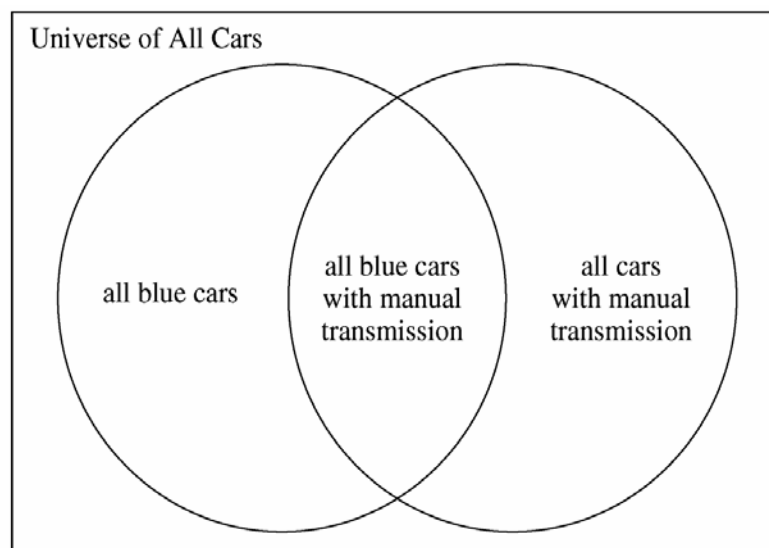 Universe of All Cars
all blue cars
all blue cars
with manual
transmission
all cars
with manual
transmission